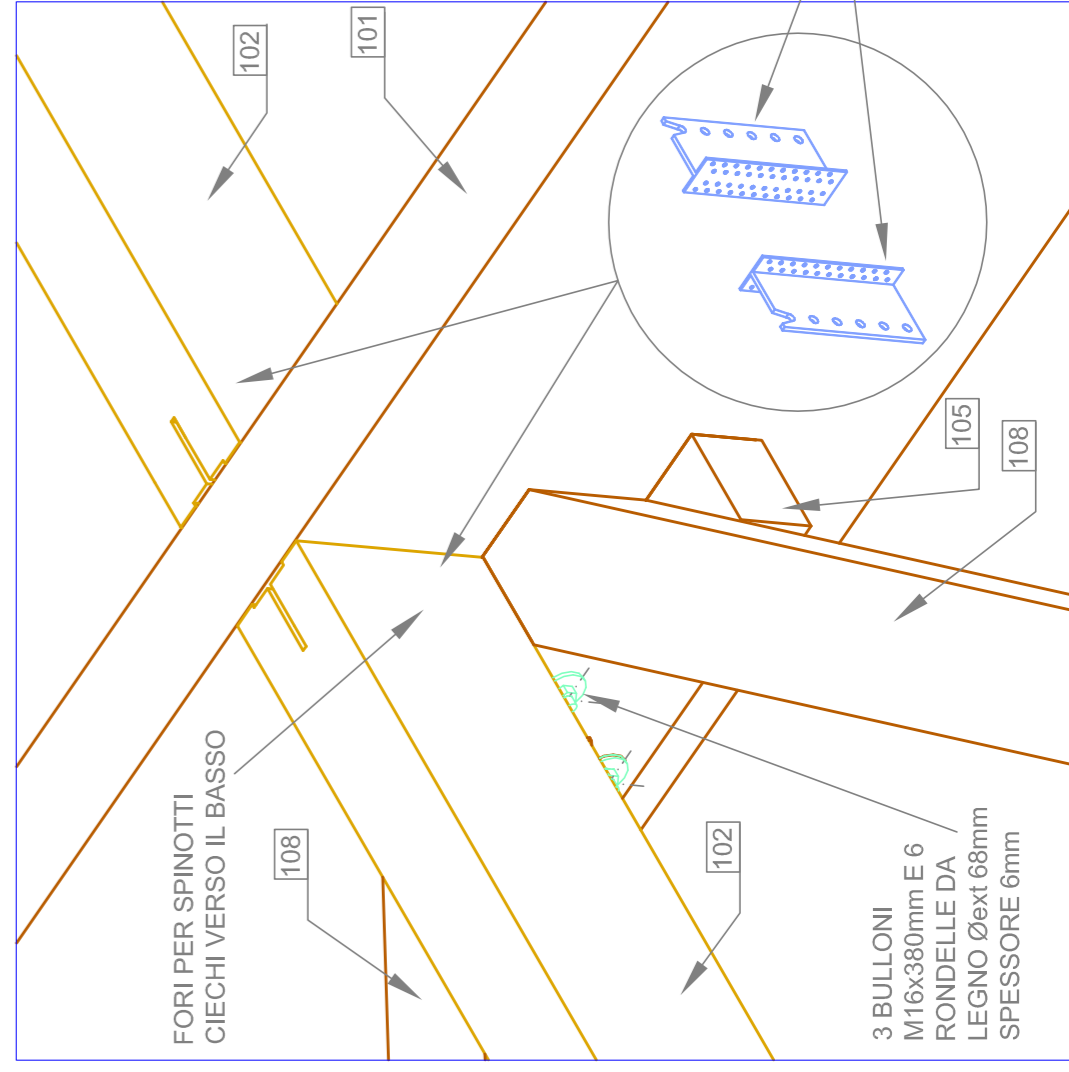 102
101
105
108
FORI PER SPINOTTI
CIECHI VERSO IL BASSO
108
102
3 BULLONI
M16x380mm E 6
RONDELLE DA
LEGNO Øext 68mm
SPESSORE 6mm